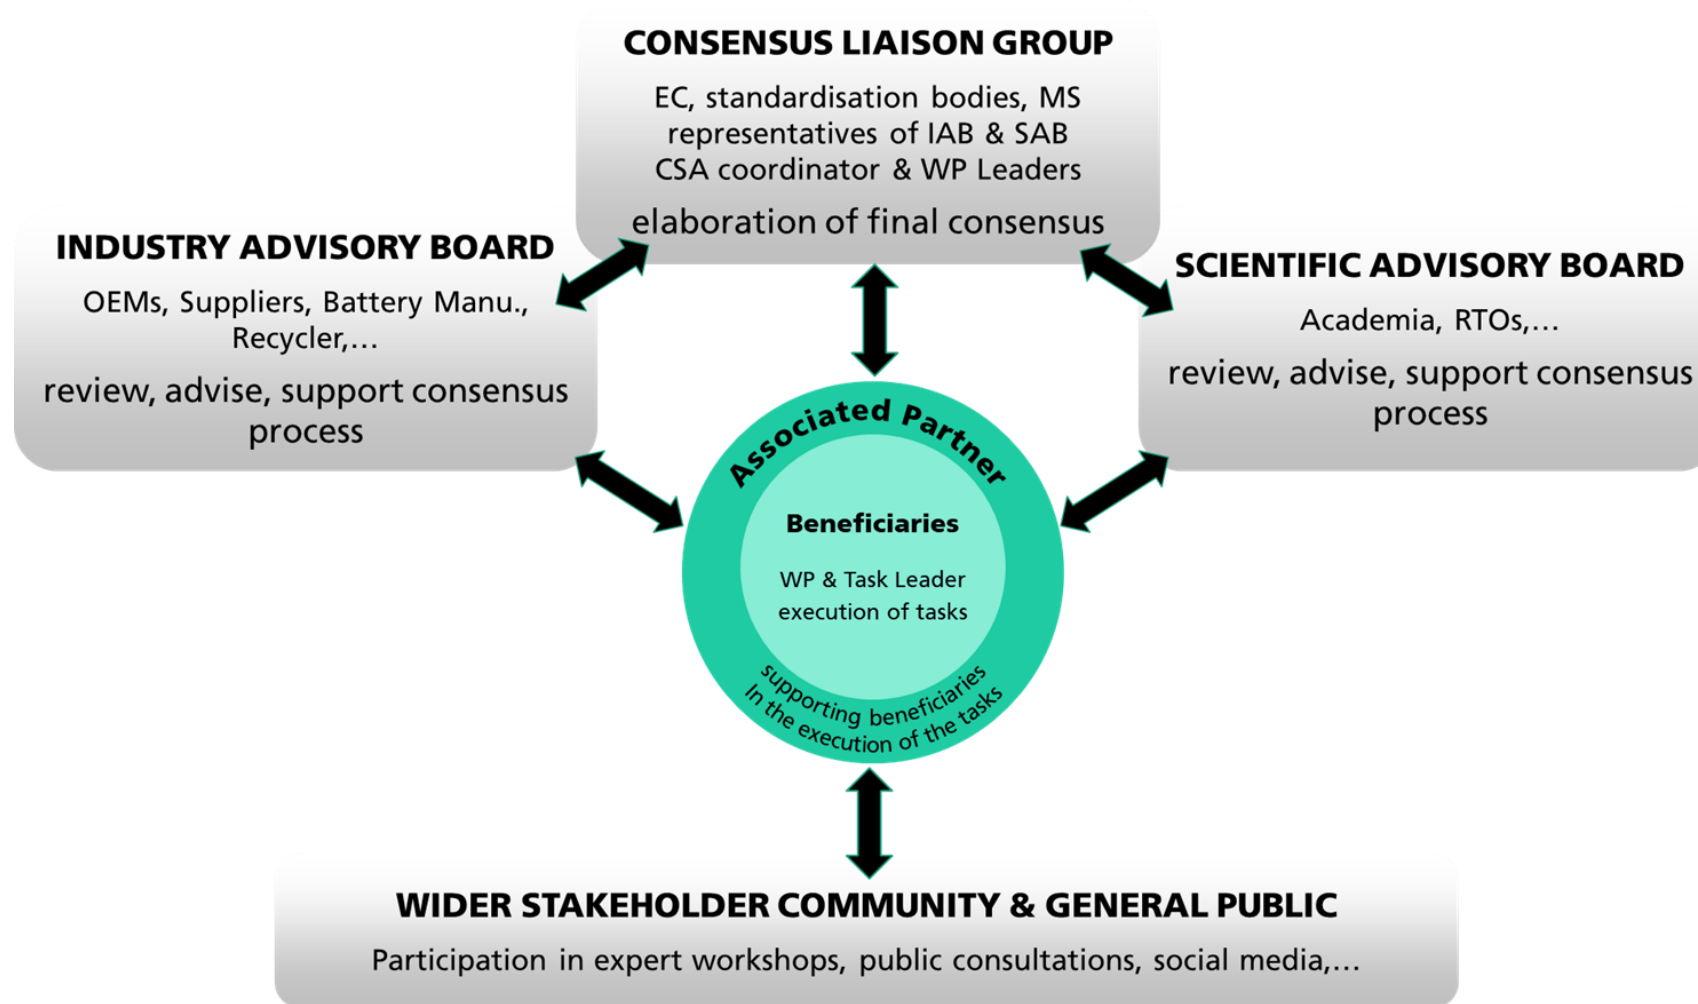 CONSENSUS LIAISON GROUP
EC, standardisation bodies, MS
representatives of IAB & SAB
CSA coordinator & WP Leaders
elaboration of final consensus
INDUSTRY ADVISORY BOARD
OEMs, Suppliers, Battery Manu.,
Recycler,...
review, advise, support consensus
process
SCIENTIFIC ADVISORY BOARD
Academia, RTOs,...
review, advise, support consensus
process
Associated Partner
Beneficiaries
WP & Task Leader
execution of tasks
supporting beneficiaries
In the execution of the tasks
WIDER STAKEHOLDER COMMUNITY & GENERAL PUBLIC
Participation in expert workshops, public consultations, social media,...